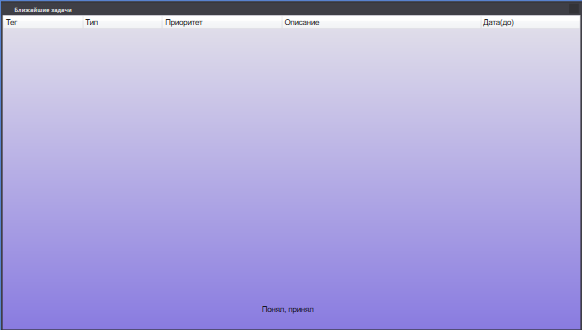 Ближайшие задачи
Тег Тип Приоритет Описание Дата(до)
Понял, принял